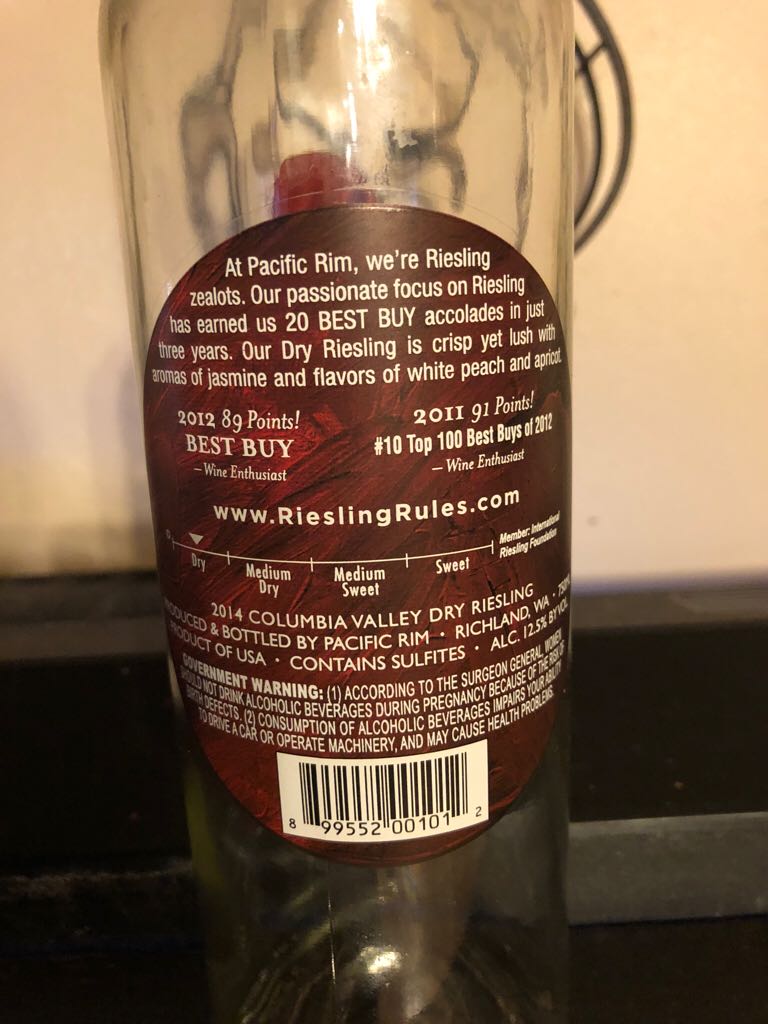 At Pacific Rim, we're Riesling
zealots. Our passionate focus on Riesling
has earned us 20 BEST BUY accolades in just
three years. Our Dry Riesling is crisp yet lush with
aromas of jasmine and flavors of white peach and apricot.
2012 89 Points!
BEST BUY
– Wine Enthusiast
2011 91 Points!
#10 Top 100 Best Buys of 2012
– Wine Enthusiast
www.RieslingRules.com
Dry
Medium
Dry
Medium
Sweet
Sweet
Member: International
Riesling Foundation
2014 COLUMBIA VALLEY DRY RIESLING
& BOTTLED BY PACIFIC RIM • RICHLAND, WA •
PRODUCT OF USA • CONTAINS SULFITES • ALC. 12.5% BY VOL
GOVERNMENT WARNING: (1) ACCORDING TO THE SURGEON GENERAL, WOMEN
SHOULD NOT DRINK ALCOHOLIC BEVERAGES DURING PREGNANCY BECAUSE OF THE RISK OF
BIRTH DEFECTS. (2) CONSUMPTION OF ALCOHOLIC BEVERAGES IMPAIRS YOUR ABILITY
TO DRIVE A CAR OR OPERATE MACHINERY, AND MAY CAUSE HEALTH PROBLEMS.
8 99552 00101 2